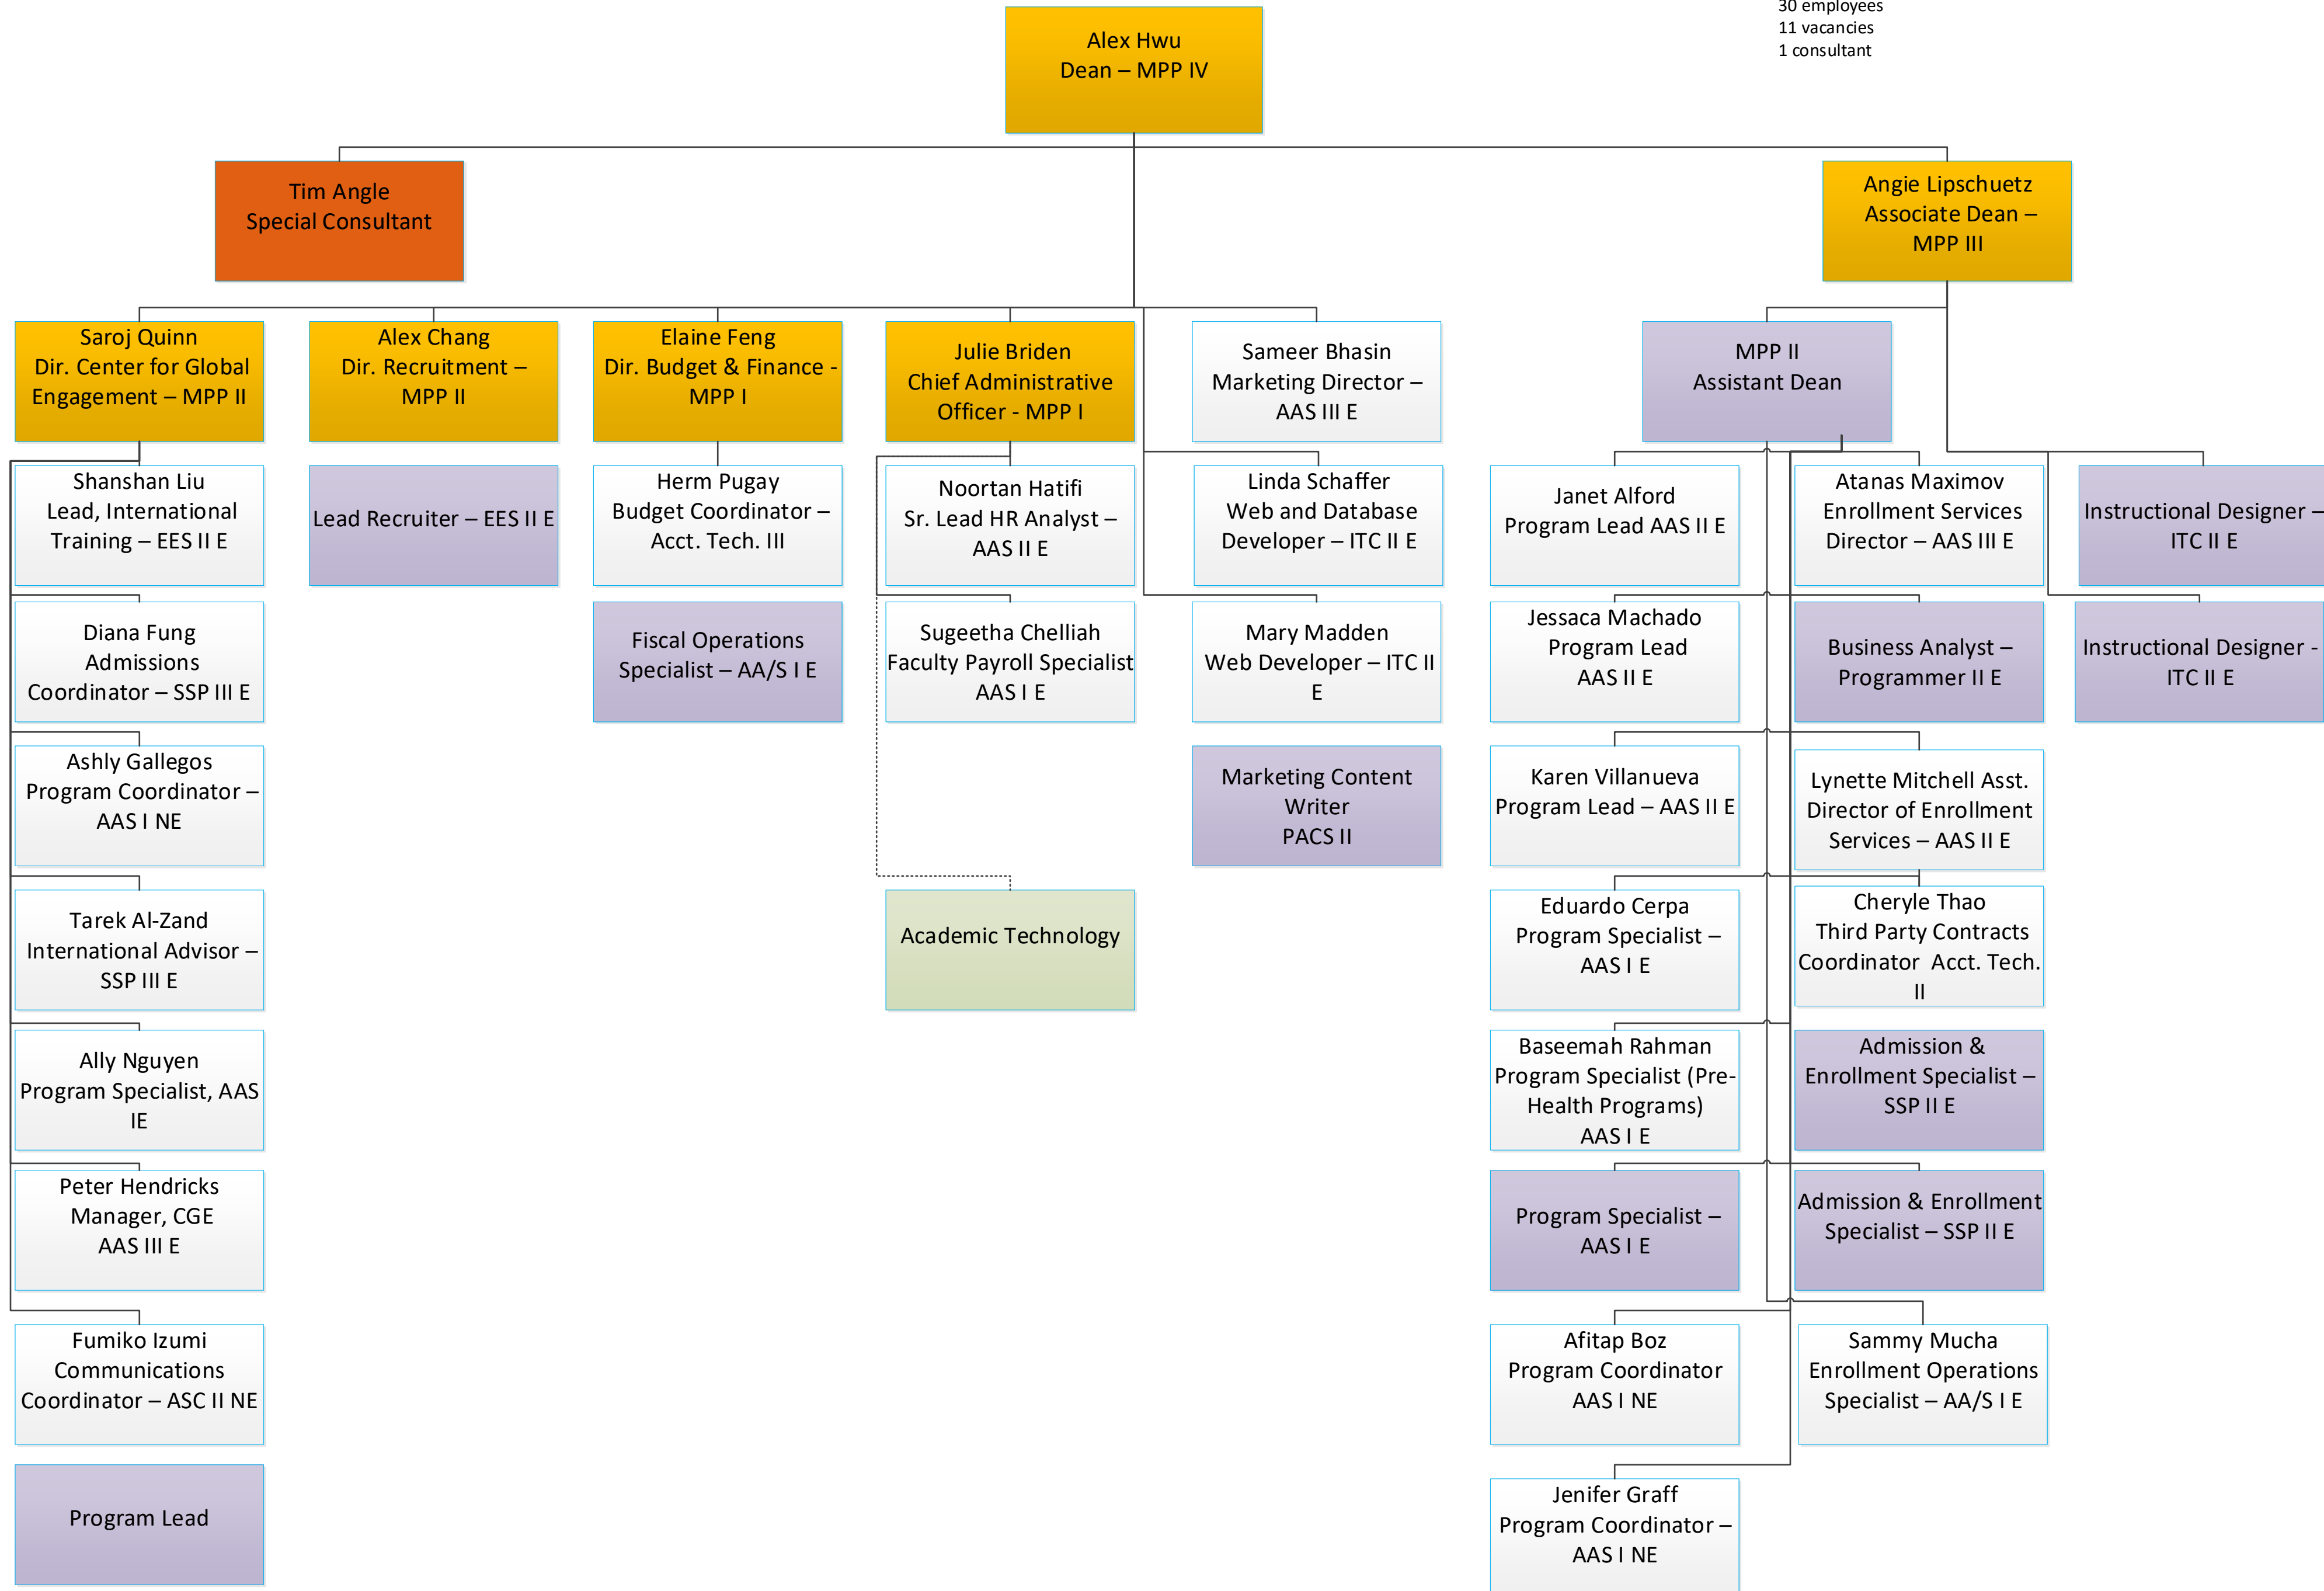 30 employees
11 vacancies
1 consultant
Alex Hwu
Dean – MPP IV
Tim Angle
Special Consultant
Angie Lipschuetz
Associate Dean –
MPP III
Saroj Quinn
Dir. Center for Global
Engagement – MPP II
Alex Chang
Dir. Recruitment –
MPP II
Elaine Feng
Dir. Budget & Finance -
MPP I
Julie Briden
Chief Administrative
Officer - MPP I
Sameer Bhasin
Marketing Director –
AAS III E
MPP II
Assistant Dean
Shanshan Liu
Lead, International
Training – EES II E
Lead Recruiter – EES II E
Herm Pugay
Budget Coordinator –
Acct. Tech. III
Noortan Hatifi
Sr. Lead HR Analyst –
AAS II E
Linda Schaffer
Web and Database
Developer – ITC II E
Janet Alford
Program Lead AAS II E
Atanas Maximov
Enrollment Services
Director – AAS III E
Instructional Designer –
ITC II E
Diana Fung
Admissions
Coordinator – SSP III E
Fiscal Operations
Specialist – AA/S I E
Sugeetha Chelliah
Faculty Payroll Specialist
AAS I E
Mary Madden
Web Developer – ITC II
E
Jessaca Machado
Program Lead
AAS II E
Business Analyst –
Programmer II E
Instructional Designer -
ITC II E
Ashly Gallegos
Program Coordinator –
AAS I NE
Marketing Content
Writer
PACS II
Karen Villanueva
Program Lead – AAS II E
Lynette Mitchell Asst.
Director of Enrollment
Services – AAS II E
Tarek Al-Zand
International Advisor –
SSP III E
Academic Technology
Eduardo Cerpa
Program Specialist –
AAS I E
Cheryle Thao
Third Party Contracts
Coordinator  Acct. Tech.
II
Ally Nguyen
Program Specialist, AAS
IE
Baseemah Rahman
Program Specialist (Pre-
Health Programs)
AAS I E
Admission &
Enrollment Specialist –
SSP II E
Peter Hendricks
Manager, CGE
AAS III E
Program Specialist –
AAS I E
Admission & Enrollment
Specialist – SSP II E
Fumiko Izumi
Communications
Coordinator – ASC II NE
Afitap Boz
Program Coordinator
AAS I NE
Sammy Mucha
Enrollment Operations
Specialist – AA/S I E
Program Lead
Jenifer Graff
Program Coordinator –
AAS I NE